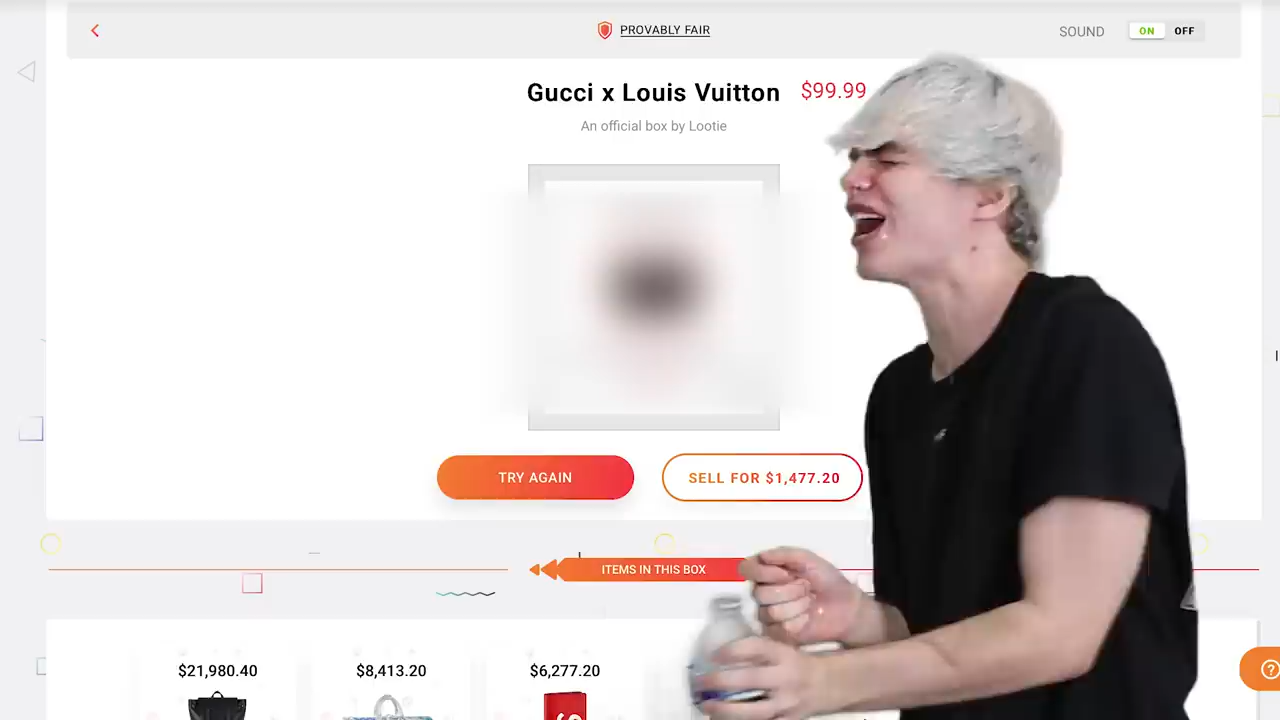 PROVABLY FAIR
SOUND
ON OFF
Gucci x Louis Vuitton $99.99
An official box by Lootie
TRY AGAIN
SELL FOR $1,477.20
ITEMS IN THIS BOX
$21,980.40 $8,413.20 $6,277.20